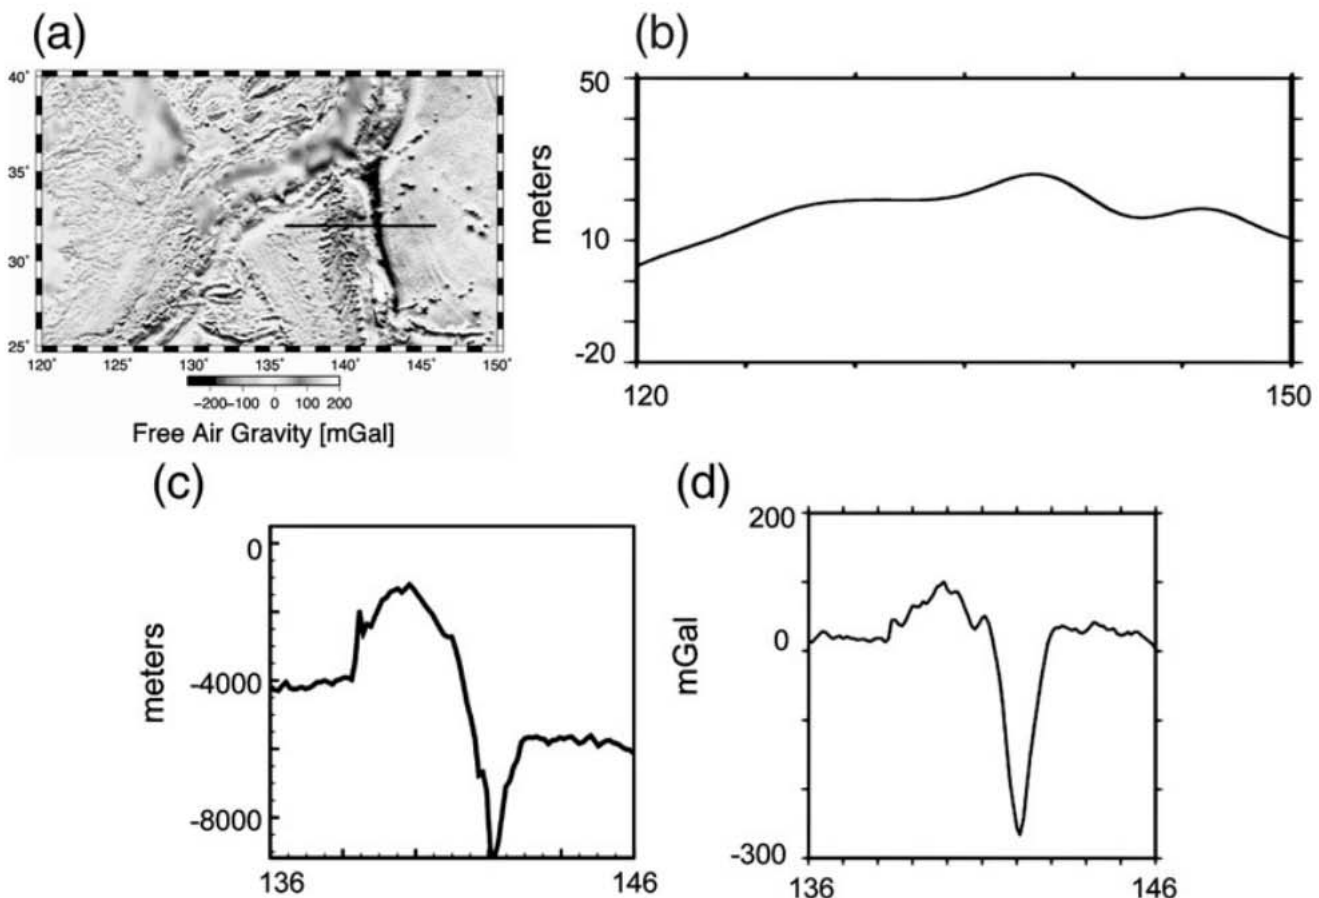 (a)
40°
35°
30°
25°
120° 125° 130° 135° 140° 145° 150°
−200−100 0 100 200
Free Air Gravity [mGal]
(b)
50
10
-20
meters
120 150
(c)
0
-4000
-8000
meters
136 146
(d)
200
0
-300
mGal
136 146